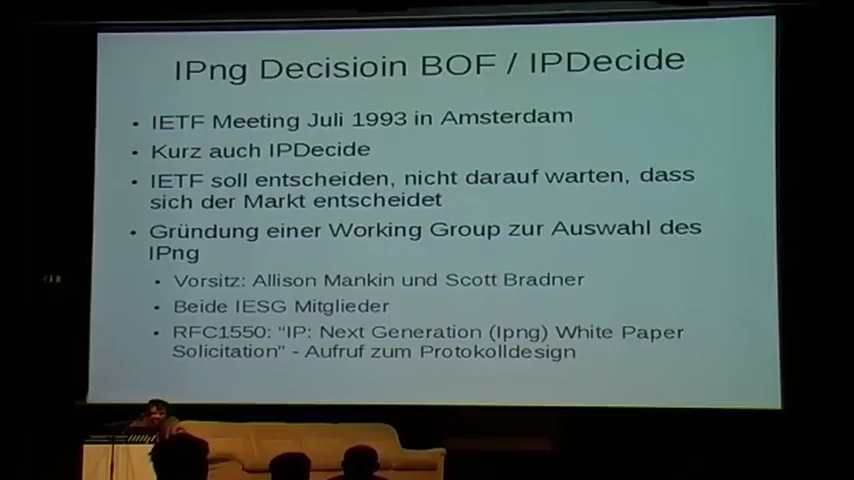 IPng Decisioin BOF / IPDecide
• IETF Meeting Juli 1993 in Amsterdam
• Kurz auch IPDecide
• IETF soll entscheiden, nicht darauf warten, dass
sich der Markt entscheidet
• Gründung einer Working Group zur Auswahl des
IPng
• Vorsitz: Allison Mankin und Scott Bradner
• Beide IESG Mitglieder
• RFC1550: "IP: Next Generation (Ipng) White Paper
Solicitation" - Aufruf zum Protokolldesign